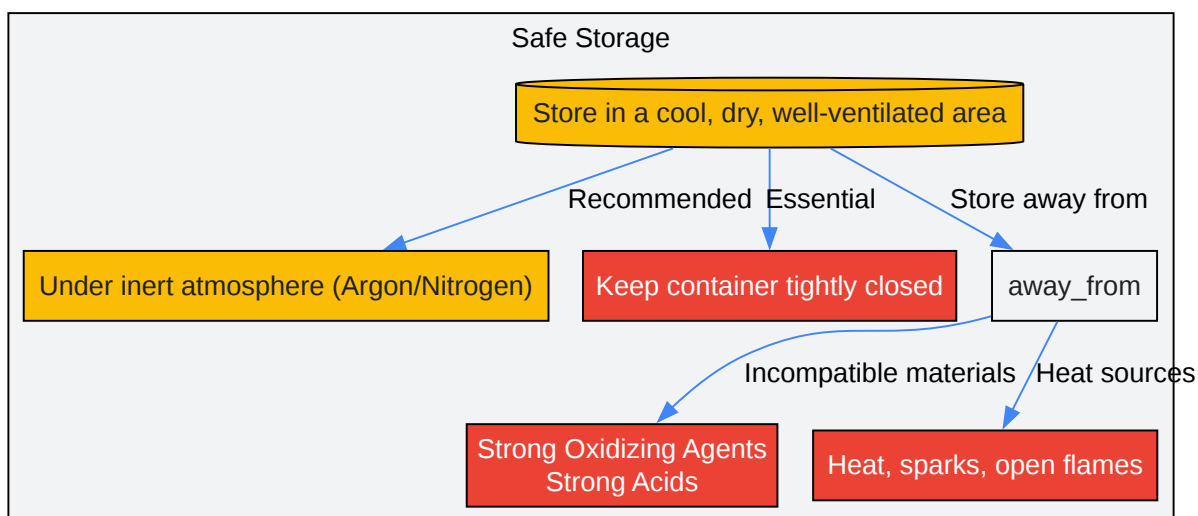 Safe Storage
Store in a cool, dry, well-ventilated area
Recommended
Essential
Store away from
Under inert atmosphere (Argon/Nitrogen)
Keep container tightly closed
away_from
Incompatible materials
Heat sources
Strong Oxidizing Agents
Strong Acids
Heat, sparks, open flames